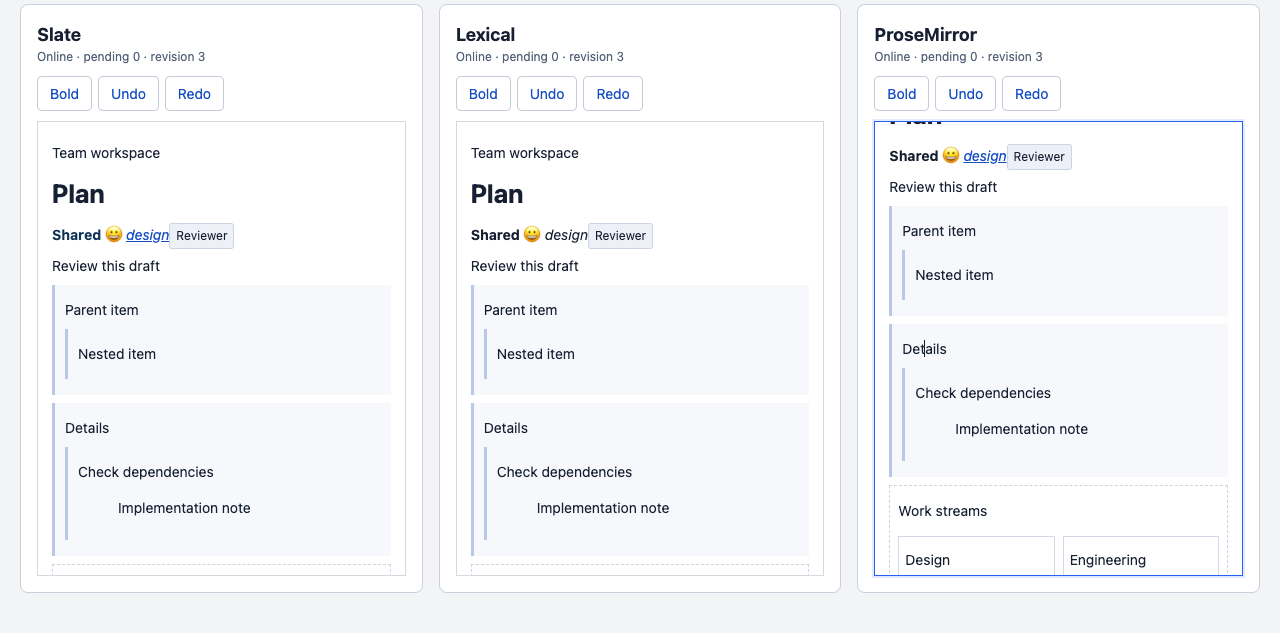 Slate
Online · pending 0 · revision 3
Bold Undo Redo
Team workspace
Plan
Shared 😀 design Reviewer
Review this draft
Parent item
Nested item
Details
Check dependencies
Implementation note
Lexical
Online · pending 0 · revision 3
Bold Undo Redo
Team workspace
Plan
Shared 😀 design Reviewer
Review this draft
Parent item
Nested item
Details
Check dependencies
Implementation note
ProseMirror
Online · pending 0 · revision 3
Bold Undo Redo
Plan
Shared 😀 design Reviewer
Review this draft
Parent item
Nested item
Details
Check dependencies
Implementation note
Work streams
Design Engineering